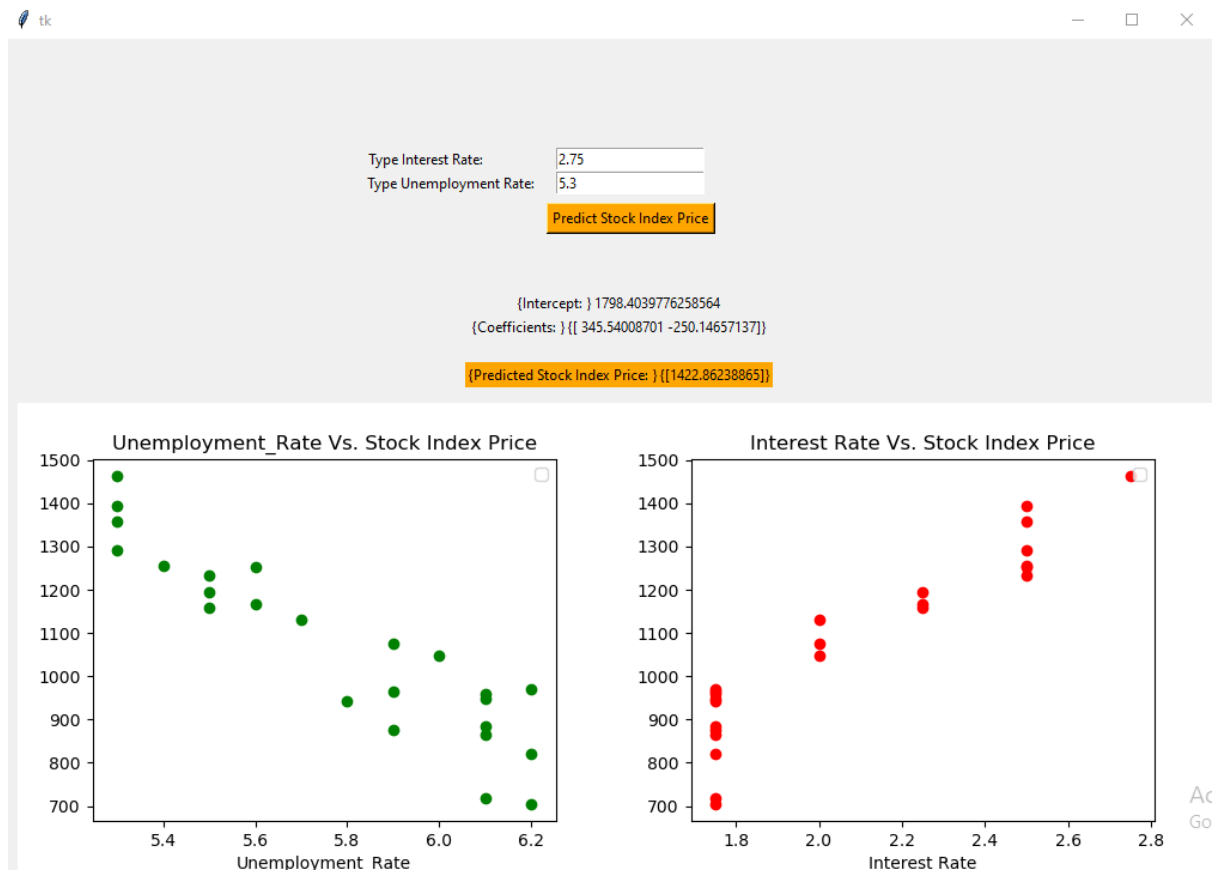 tk
Type Interest Rate: 2.75
Type Unemployment Rate: 5.3
Predict Stock Index Price
{Intercept: } 1798.4039776258564
{Coefficients: } {[ 345.54008701 -250.14657137]}
{Predicted Stock Index Price: } {[1422.86238865]}
Unemployment_Rate Vs. Stock Index Price
1500
1400
1300
1200
1100
1000
900
800
700
5.4 5.6 5.8 6.0 6.2
Unemployment_Rate
Interest Rate Vs. Stock Index Price
1500
1400
1300
1200
1100
1000
900
800
700
1.8 2.0 2.2 2.4 2.6 2.8
Interest Rate
Ac
Go